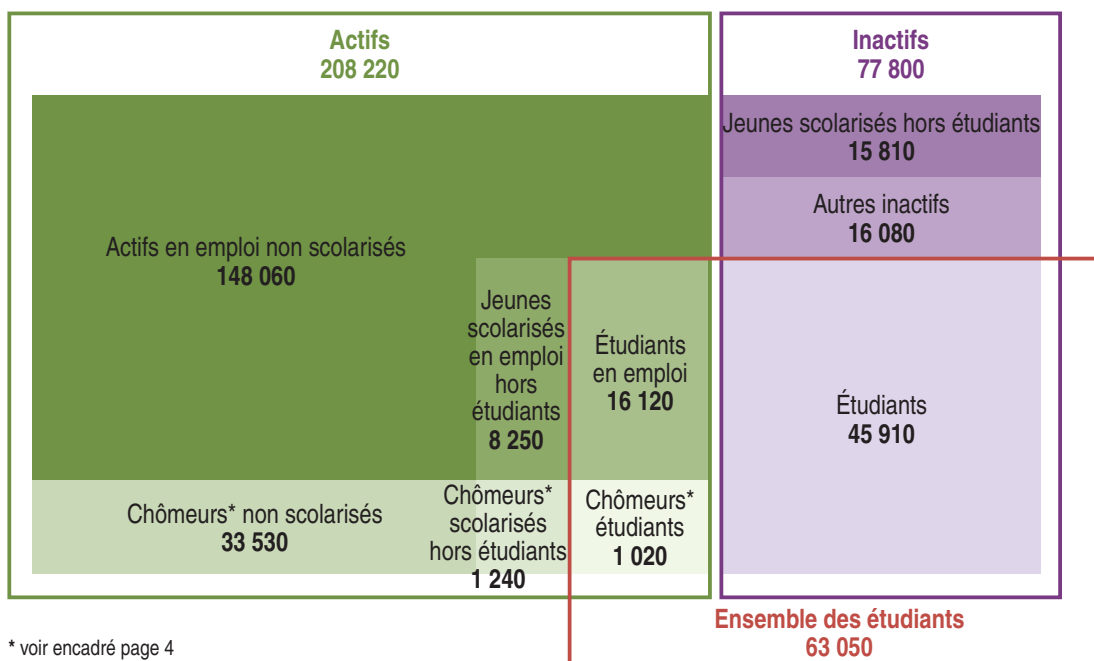 Actifs
208 220
Inactifs
77 800
Jeunes scolarisés hors étudiants
15 810
Autres inactifs
16 080
Actifs en emploi non scolarisés
148 060
Jeunes
scolarisés
en emploi
hors
étudiants
8 250
Étudiants
en emploi
16 120
Étudiants
45 910
Chômeurs* non scolarisés
33 530
Chômeurs*
scolarisés
hors étudiants
1 240
Chômeurs*
étudiants
1 020
Ensemble des étudiants
63 050
* voir encadré page 4